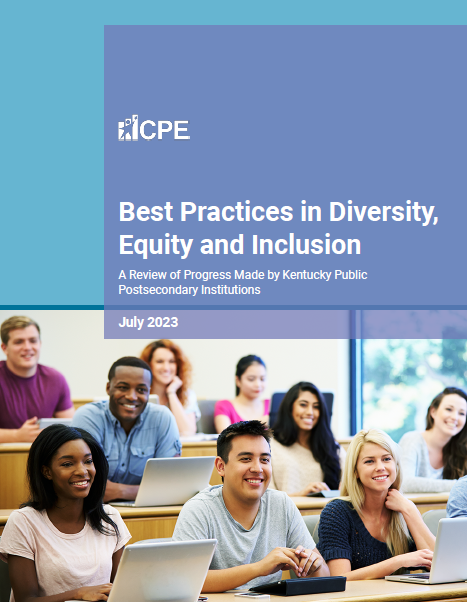 CPE
Best Practices in Diversity,
Equity and Inclusion
A Review of Progress Made by Kentucky Public
Postsecondary Institutions
July 2023